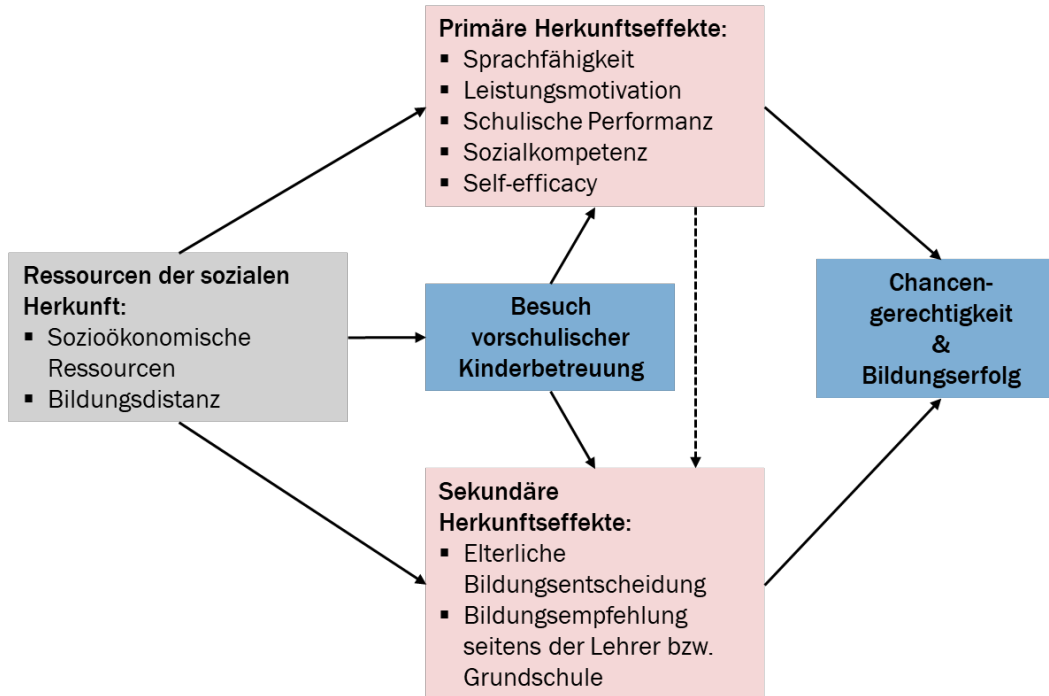 Primäre Herkunftseffekte:
▪ Sprachfähigkeit
▪ Leistungsmotivation
▪ Schulische Performanz
▪ Sozialkompetenz
▪ Self-efficacy
Ressourcen der sozialen
Herkunft:
▪ Sozioökonomische
Ressourcen
▪ Bildungsdistanz
Besuch
vorschulischer
Kinderbetreuung
Chancen-
gerechtigkeit
&
Bildungserfolg
Sekundäre
Herkunftseffekte:
▪ Elterliche
Bildungsentscheidung
▪ Bildungsempfehlung
seitens der Lehrer bzw.
Grundschule